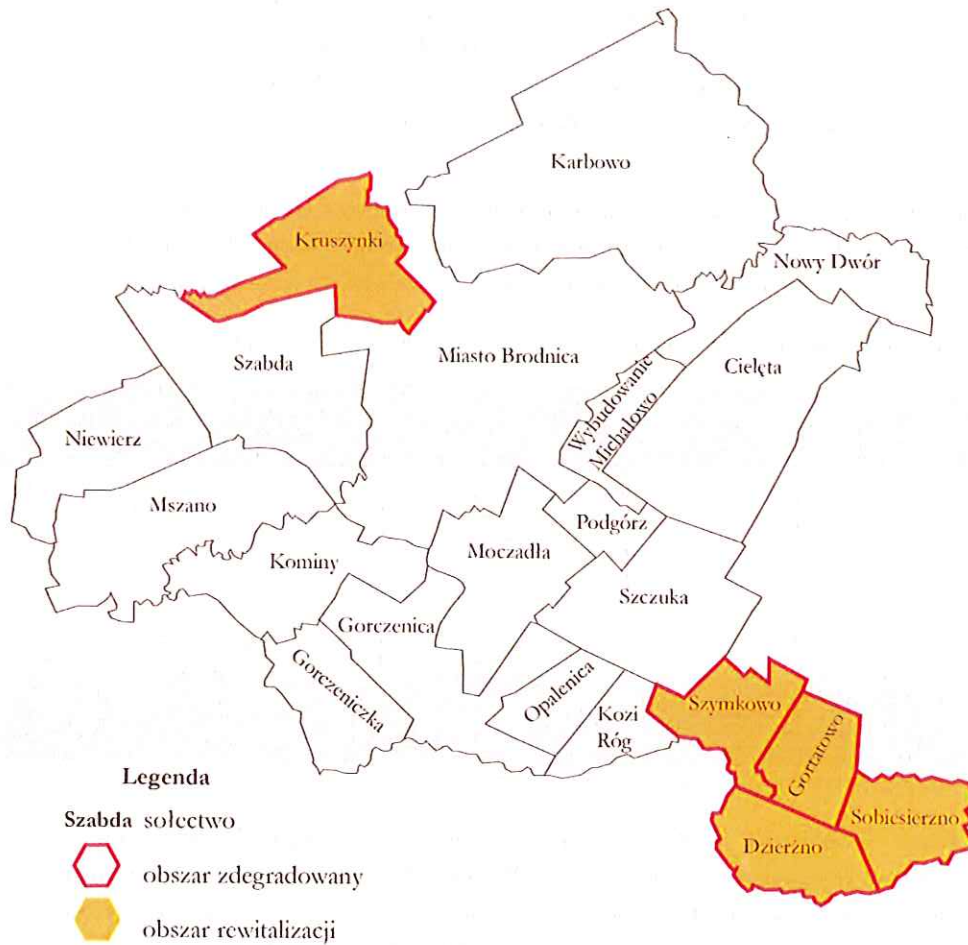 Karbowo
Kruszynki
Nowy Dwór
Szabda
Miasto Brodnica
Cielęta
Wybudowanie
Michałowo
Niewierz
Mszano
Podgórz
Kominy
Moczadła
Szczuka
Gorczenica
Gorczeniczka
Opalenica
Kozi
Róg
Szymkowo
Gortatowo
Sobiesierzno
Dzierżno
Legenda
Szabda sołectwo
obszar zdegradowany
obszar rewitalizacji